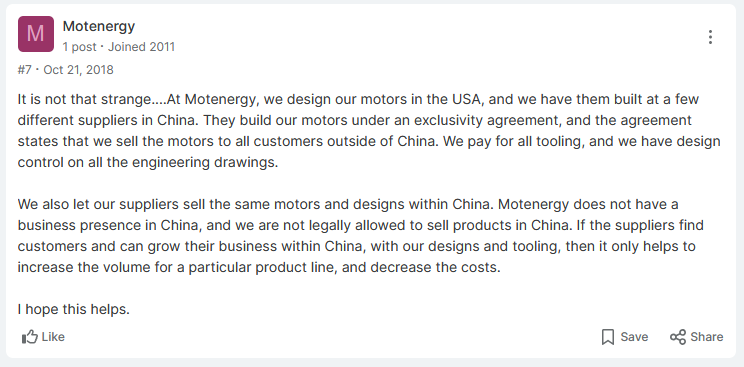 M
Motenergy
1 post · Joined 2011
#7 · Oct 21, 2018
It is not that strange....At Motenergy, we design our motors in the USA, and we have them built at a few
different suppliers in China. They build our motors under an exclusivity agreement, and the agreement
states that we sell the motors to all customers outside of China. We pay for all tooling, and we have design
control on all the engineering drawings.
We also let our suppliers sell the same motors and designs within China. Motenergy does not have a
business presence in China, and we are not legally allowed to sell products in China. If the suppliers find
customers and can grow their business within China, with our designs and tooling, then it only helps to
increase the volume for a particular product line, and decrease the costs.
I hope this helps.
Like
Save
Share